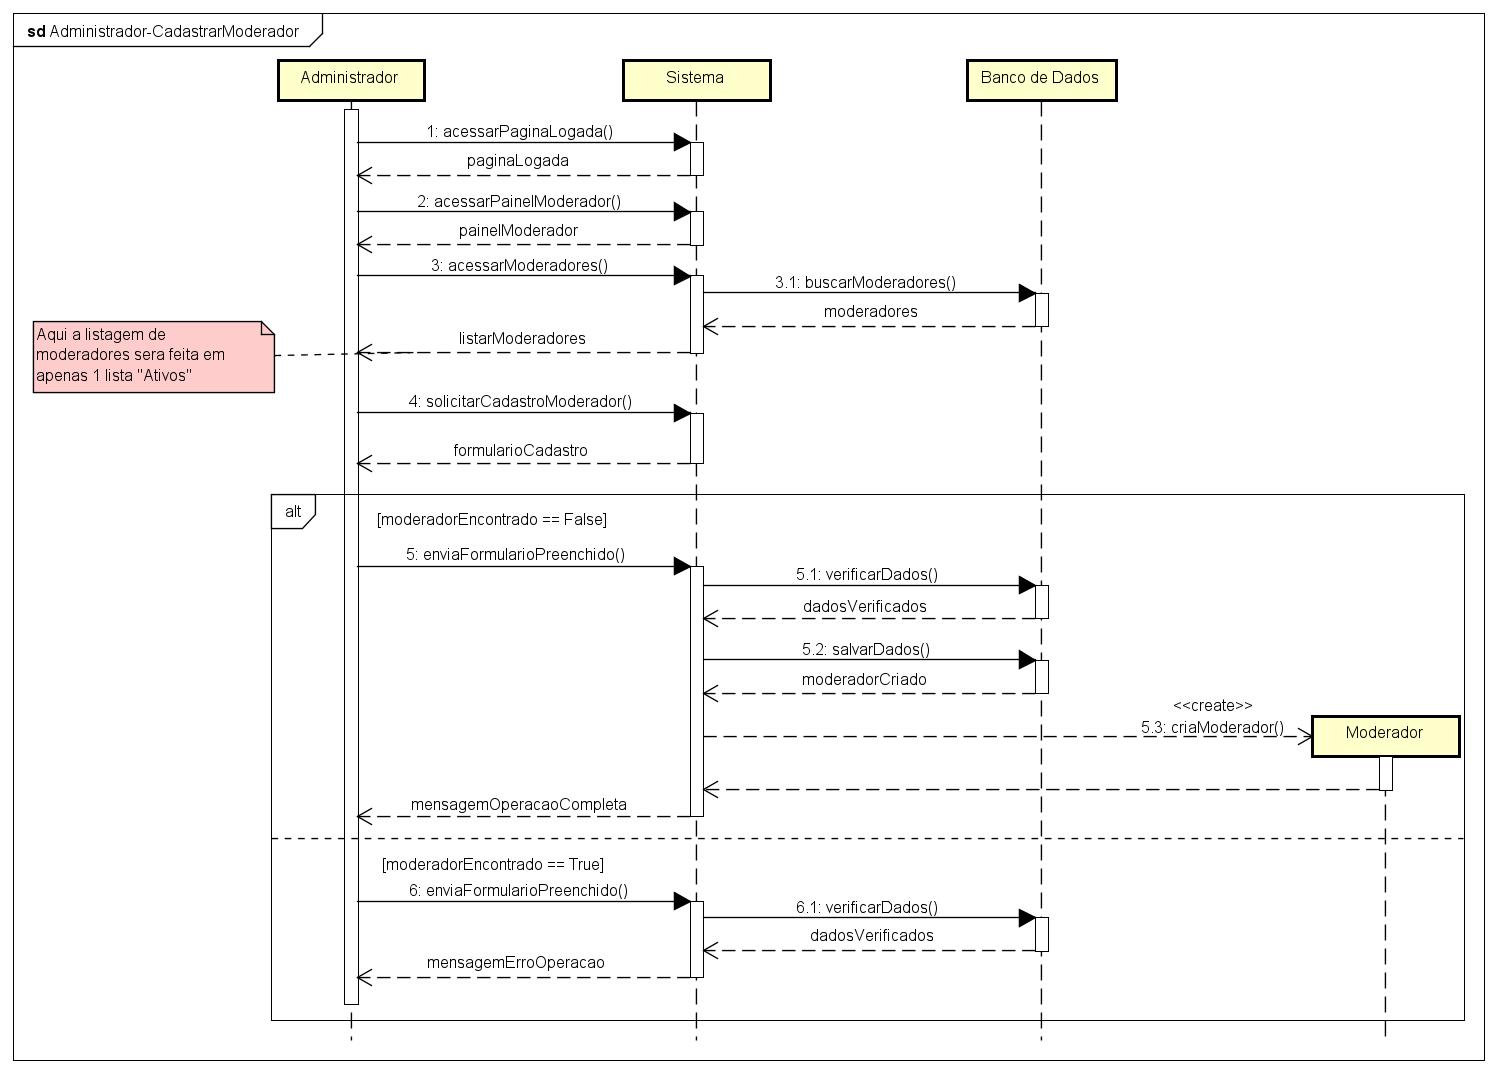 sd Administrador-CadastrarModerador
Administrador
Sistema
Banco de Dados
1: acessarPaginaLogada()
paginaLogada
2: acessarPainelModerador()
painelModerador
3: acessarModeradores()
3.1: buscarModeradores()
moderadores
listarModeradores
Aqui a listagem de
moderadores sera feita em
apenas 1 lista "Ativos"
4: solicitarCadastroModerador()
formularioCadastro
alt
[moderadorEncontrado == False]
5: enviaFormularioPreenchido()
5.1: verificarDados()
dadosVerificados
5.2: salvarDados()
moderadorCriado
<<create>>
5.3: criaModerador()
Moderador
mensagemOperacaoCompleta
[moderadorEncontrado == True]
6: enviaFormularioPreenchido()
6.1: verificarDados()
dadosVerificados
mensagemErroOperacao